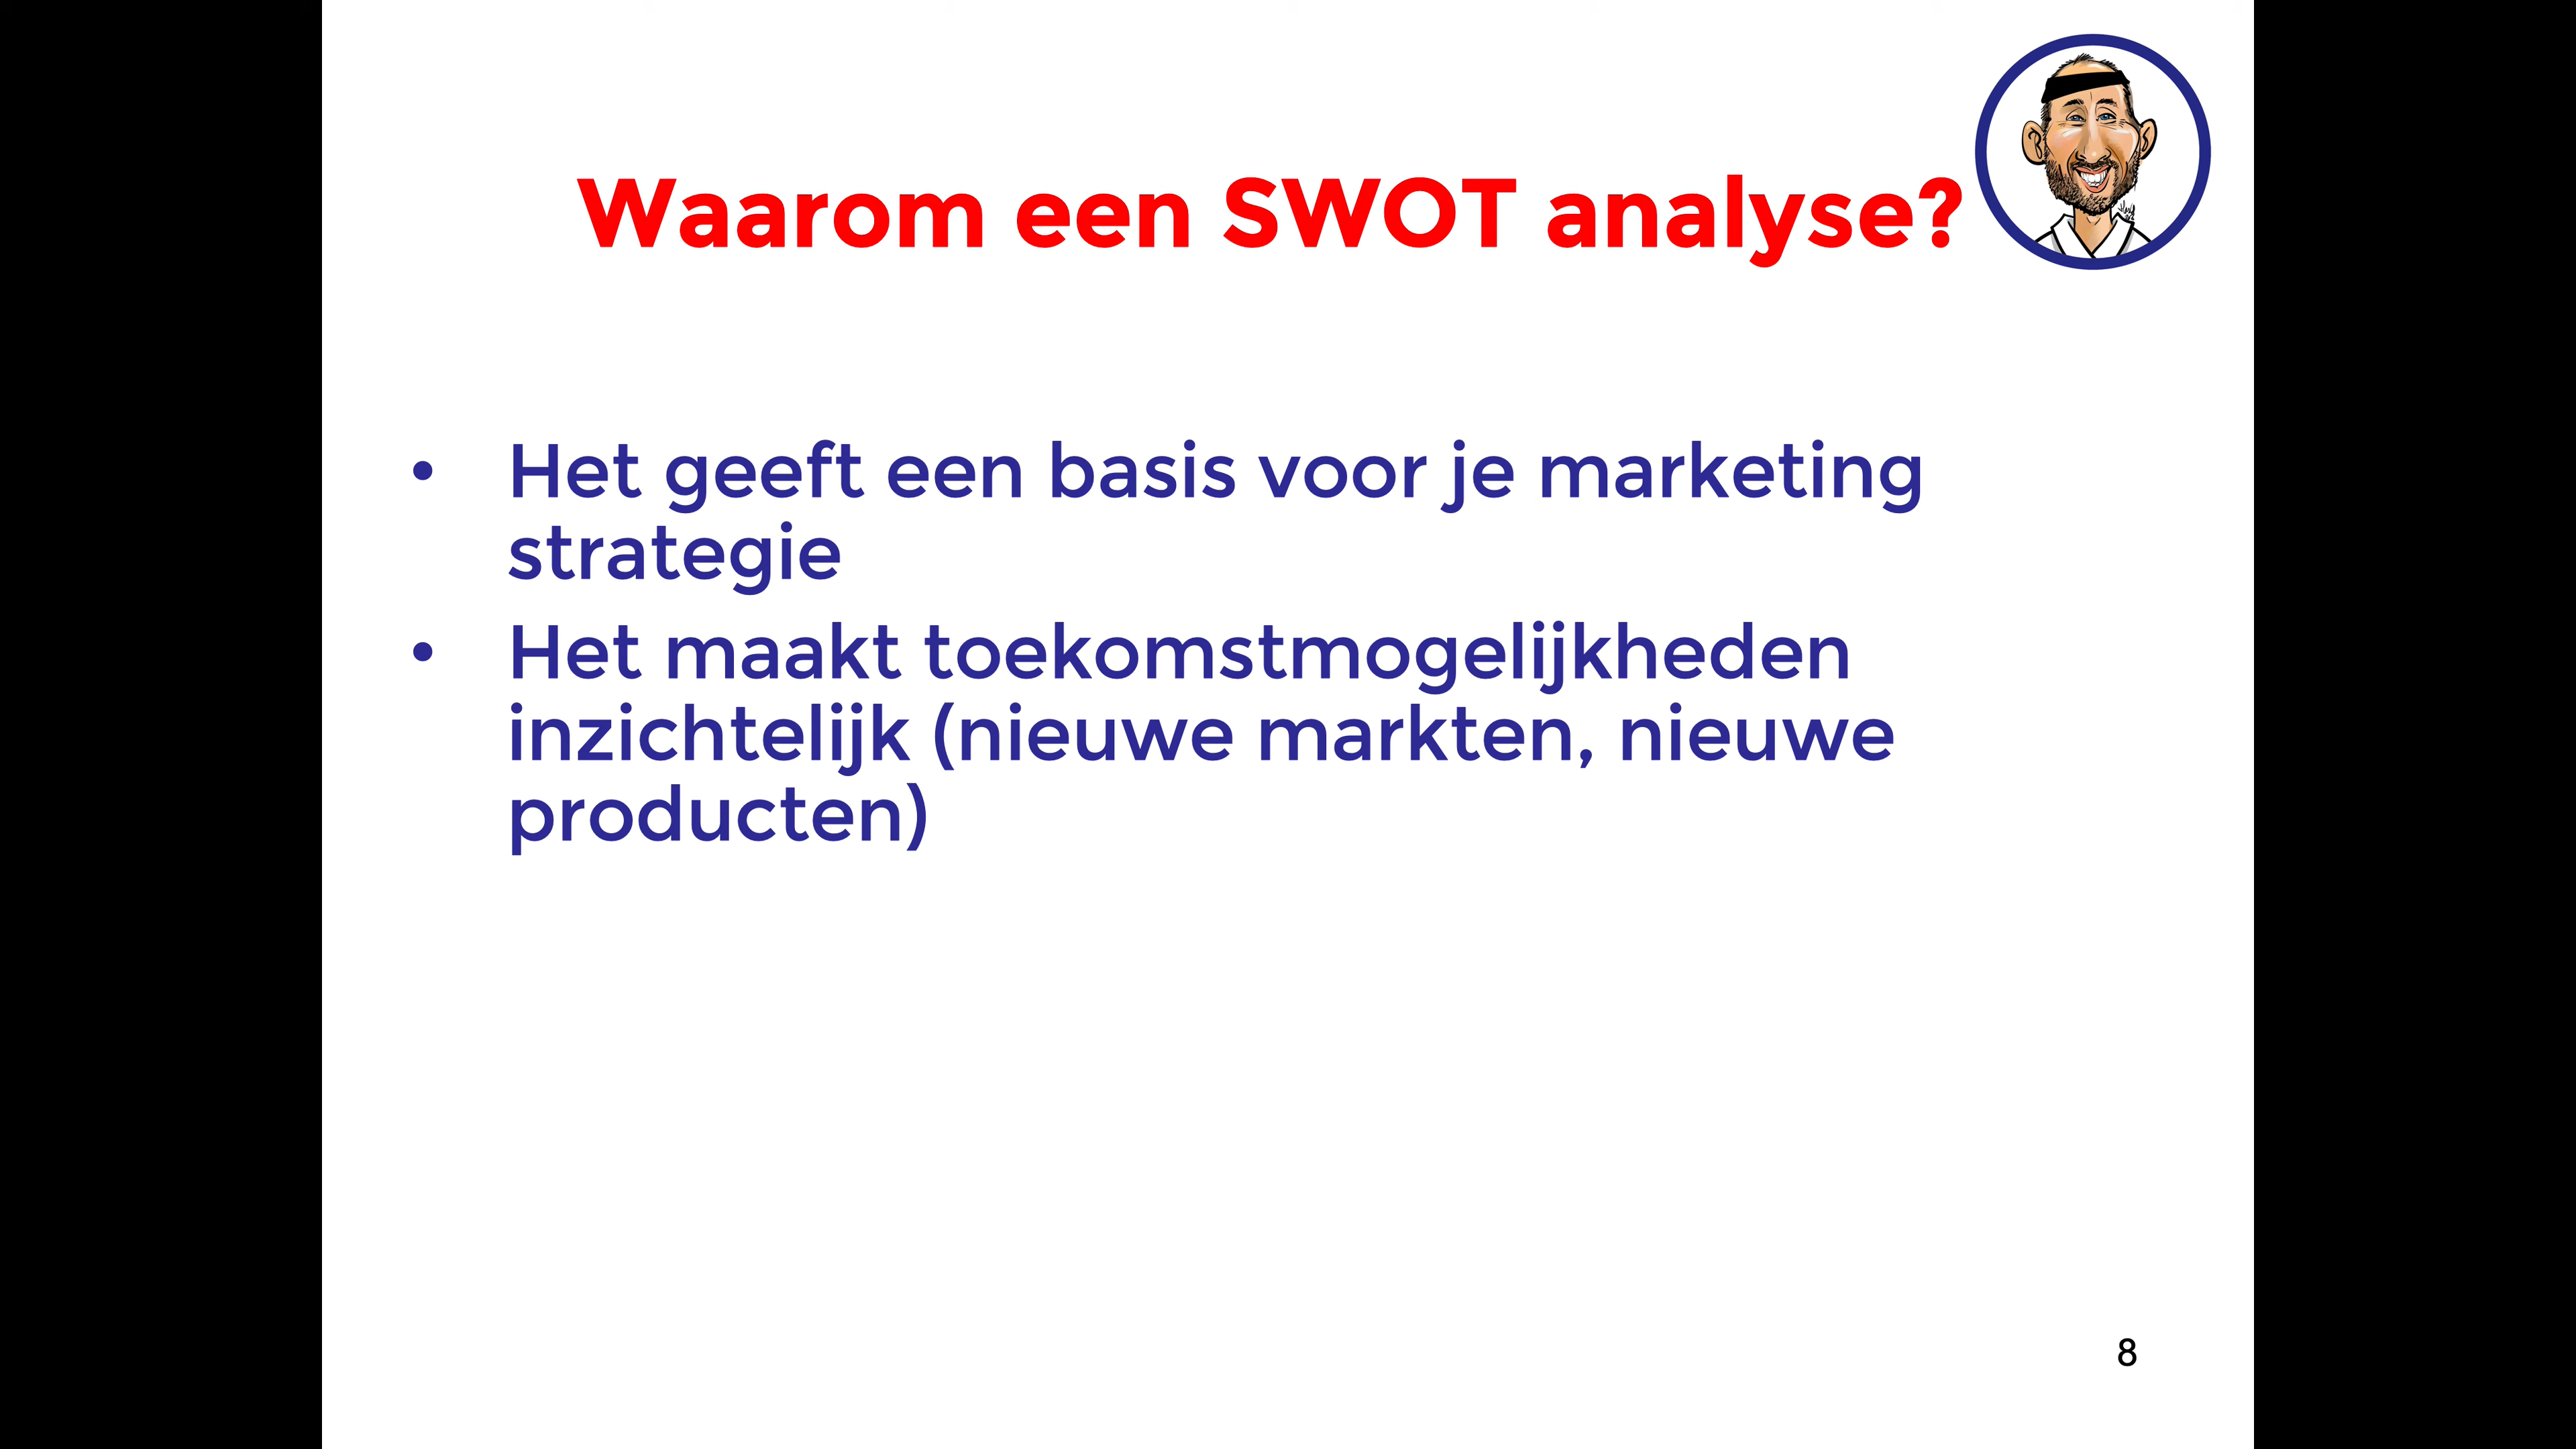 Waarom een SWOT analyse?
• Het geeft een basis voor je marketing
strategie
• Het maakt toekomstmogelijkheden
inzichtelijk (nieuwe markten, nieuwe
producten)
8